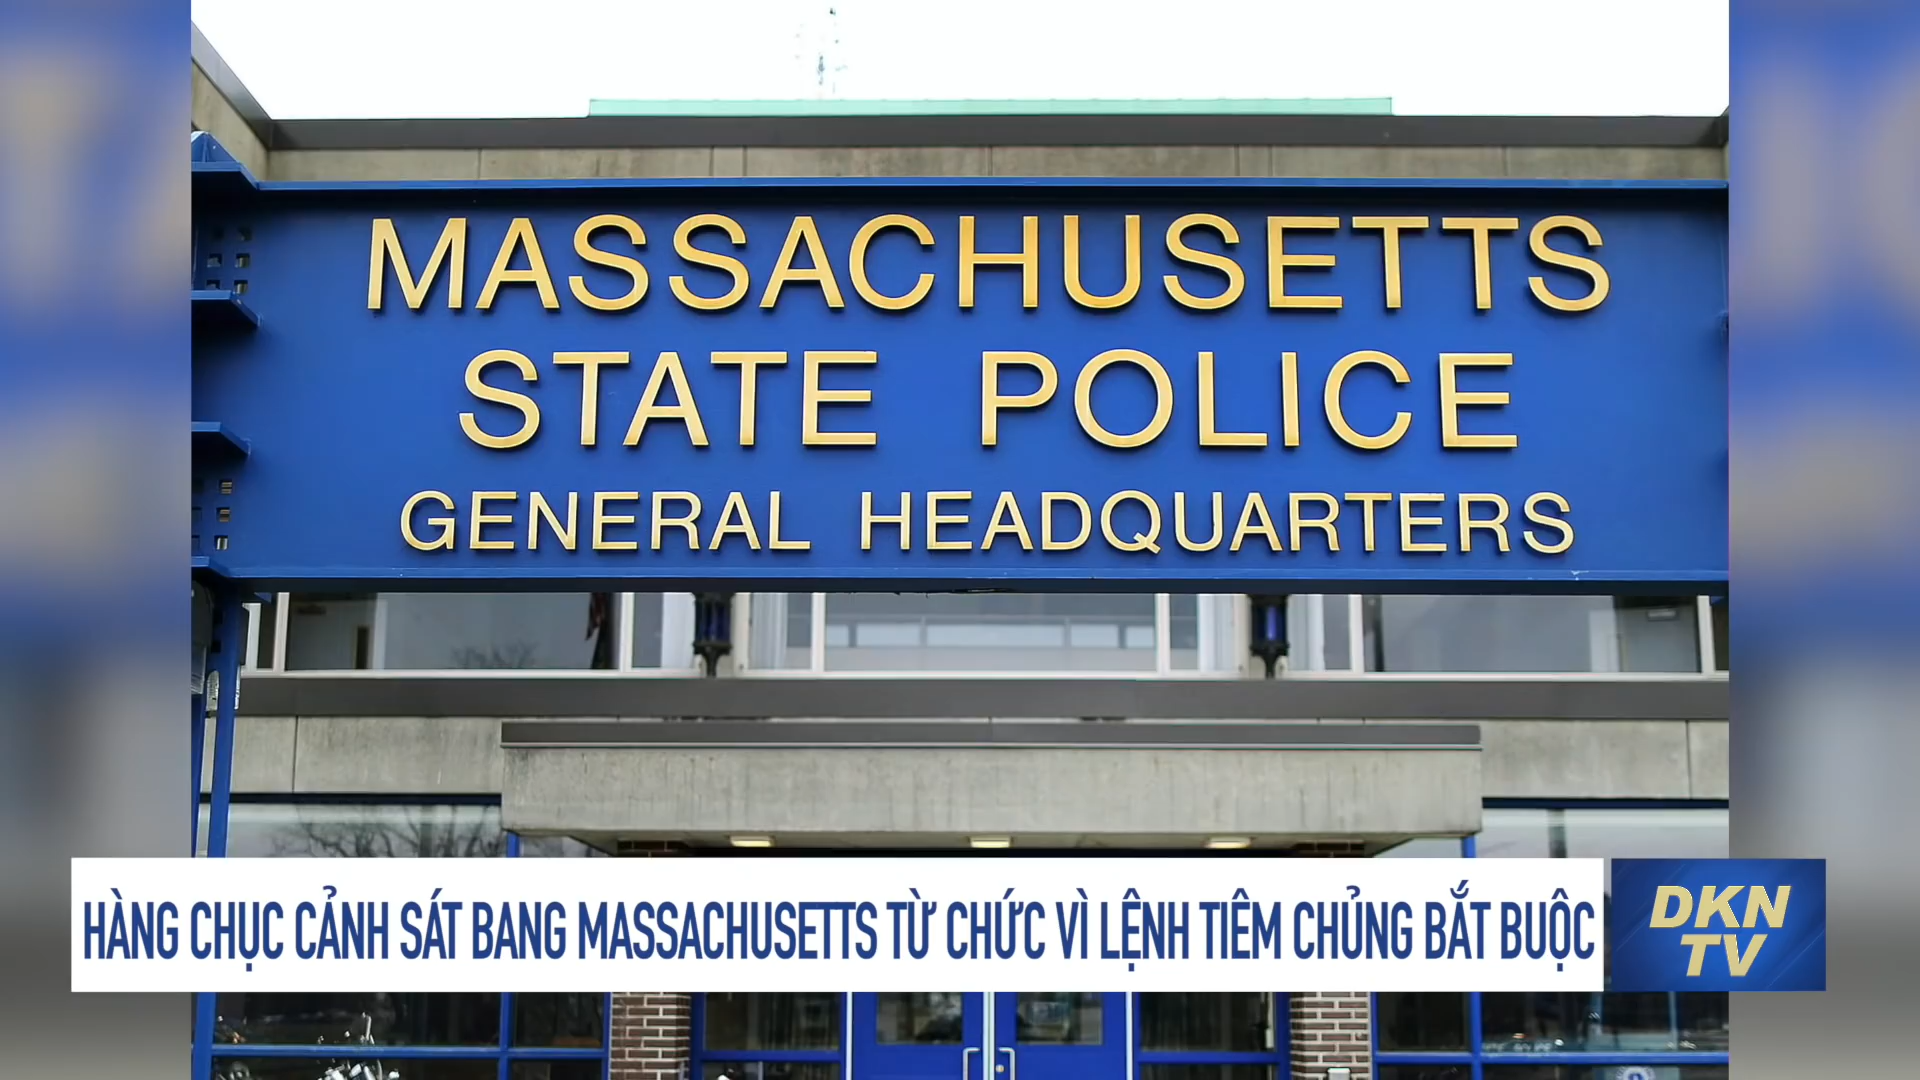 MASSACHUSETTS
STATE POLICE
GENERAL HEADQUARTERS
HÀNG CHỤC CẢNH SÁT BANG MASSACHUSETTS TỪ CHỨC VÌ LỆNH TIÊM CHỦNG BẮT BUỘC
DKN
TV